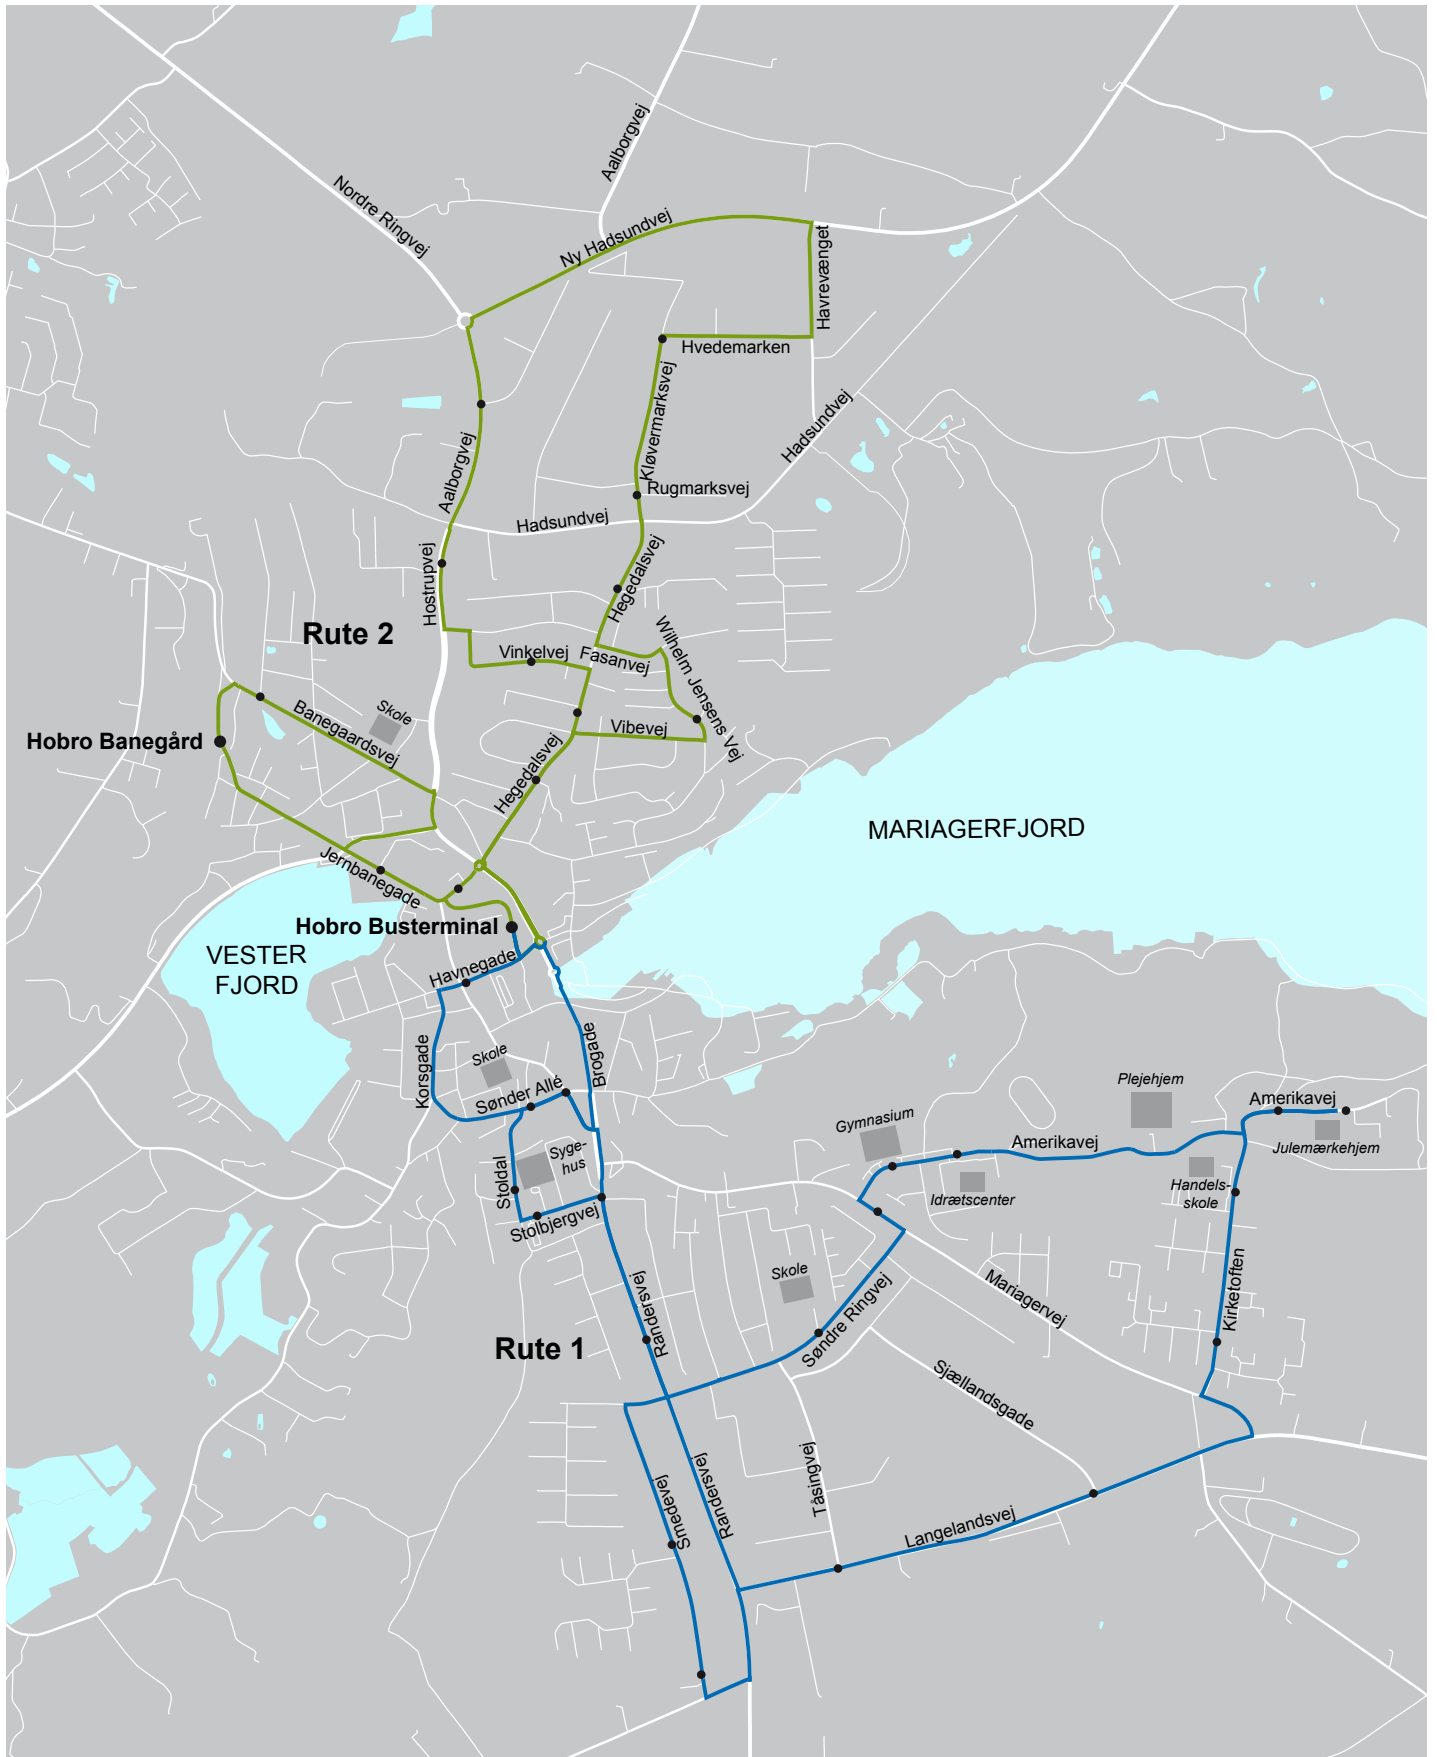 Aalborgvej
Nordre Ringvej
Ny Hadsundvej
Havrevænget
Hvedemarken
Kløvermarksvej
Hadsundvej
Aalborgvej
Rugmarksvej
Hadsundvej
Hostrupvej
Hegedalsvej
Rute 2
Wilhelm Jensens Vej
Vinkelvej
Fasanvej
Skole
Banegaardsvej
Vibevej
Hobro Banegård
Hegedalsvej
MARIAGERFJORD
Jernbanegade
Hobro Busterminal
VESTER
FJORD
Havnegade
Korsgade
Brogade
Skole
Sønder Allé
Plejehjem
Amerikavej
Gymnasium
Amerikavej
Julemærkehjem
Syge-
hus
Stoldal
Idrætscenter
Handels-
skole
Stolbjergvej
Kirketoften
Mariagervej
Skole
Randersvej
Søndre Ringvej
Rute 1
Sjællandsgade
Tåsingvej
Smedevej
Randersvej
Langelandsvej